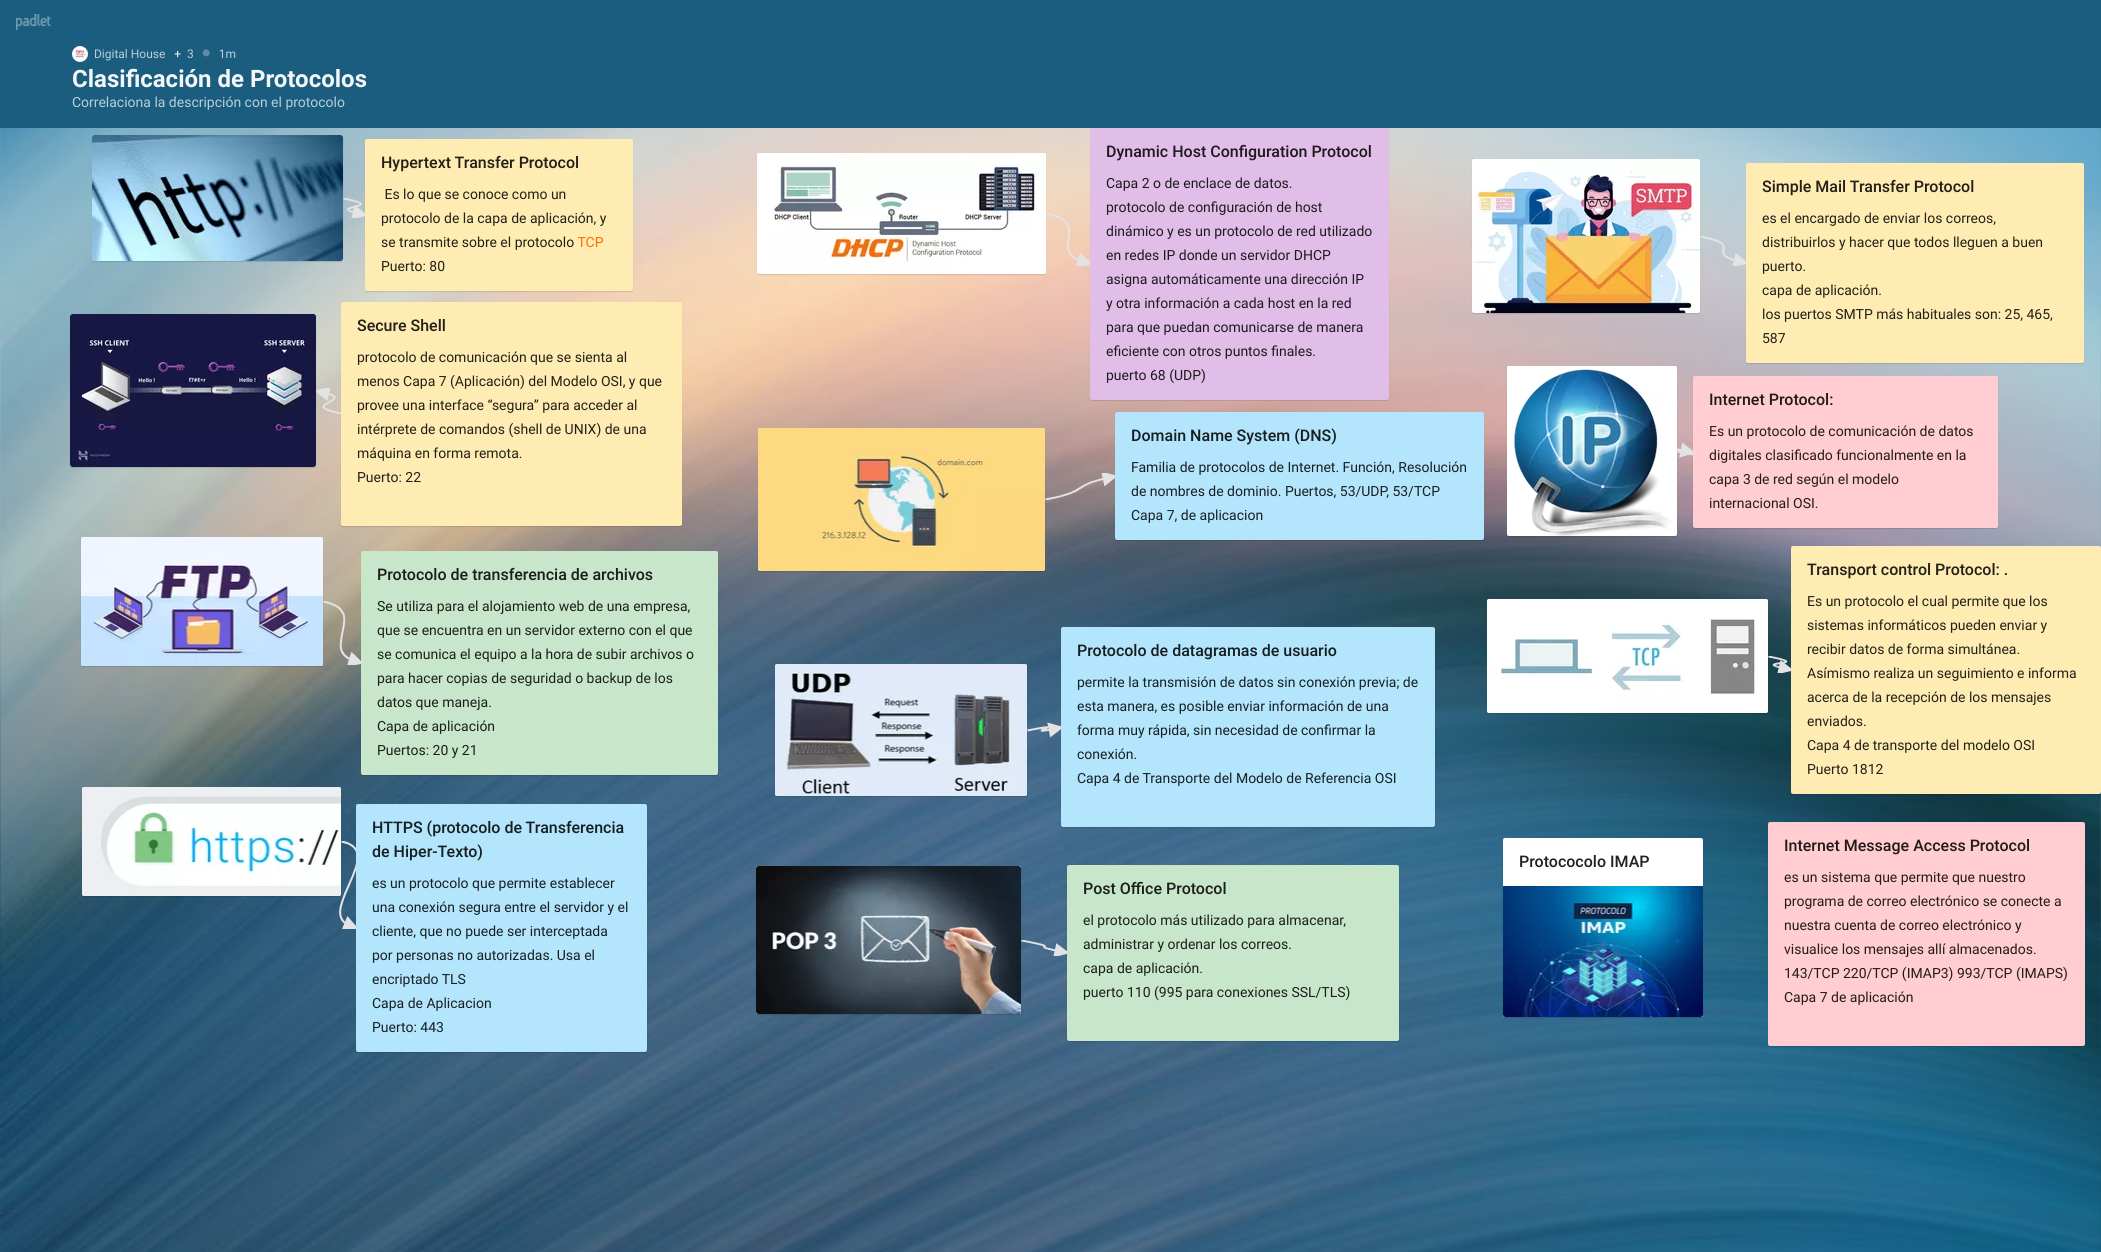 padlet
Digital House + 3 1m
Clasificación de Protocolos
Correlaciona la descripción con el protocolo
http://www
Hypertext Transfer Protocol
Es lo que se conoce como un
protocolo de la capa de aplicación, y
se transmite sobre el protocolo TCP
Puerto: 80
SSH CLIENT
SSH SERVER
Hello !
f7#E+r
Hello !
Secure Shell
protocolo de comunicación que se sienta al
menos Capa 7 (Aplicación) del Modelo OSI, y que
provee una interface “segura” para acceder al
intérprete de comandos (shell de UNIX) de una
máquina en forma remota.
Puerto: 22
FTP
Protocolo de transferencia de archivos
Se utiliza para el alojamiento web de una empresa,
que se encuentra en un servidor externo con el que
se comunica el equipo a la hora de subir archivos o
para hacer copias de seguridad o backup de los
datos que maneja.
Capa de aplicación
Puertos: 20 y 21
https://
HTTPS (protocolo de Transferencia
de Hiper-Texto)
es un protocolo que permite establecer
una conexión segura entre el servidor y el
cliente, que no puede ser interceptada
por personas no autorizadas. Usa el
encriptado TLS
Capa de Aplicacion
Puerto: 443
DHCP Client
Router
DHCP Server
DHCP
Dynamic Host
Configuration Protocol
Dynamic Host Configuration Protocol
Capa 2 o de enclace de datos.
protocolo de configuración de host
dinámico y es un protocolo de red utilizado
en redes IP donde un servidor DHCP
asigna automáticamente una dirección IP
y otra información a cada host en la red
para que puedan comunicarse de manera
eficiente con otros puntos finales.
puerto 68 (UDP)
domain.com
216.3.128.12
Domain Name System (DNS)
Familia de protocolos de Internet. Función, Resolución
de nombres de dominio. Puertos, 53/UDP, 53/TCP
Capa 7, de aplicacion
UDP
Request
Response
Response
Client
Server
Protocolo de datagramas de usuario
permite la transmisión de datos sin conexión previa; de
esta manera, es posible enviar información de una
forma muy rápida, sin necesidad de confirmar la
conexión.
Capa 4 de Transporte del Modelo de Referencia OSI
POP 3
Post Office Protocol
el protocolo más utilizado para almacenar,
administrar y ordenar los correos.
capa de aplicación.
puerto 110 (995 para conexiones SSL/TLS)
SMTP
Simple Mail Transfer Protocol
es el encargado de enviar los correos,
distribuirlos y hacer que todos lleguen a buen
puerto.
capa de aplicación.
los puertos SMTP más habituales son: 25, 465,
587
IP
Internet Protocol:
Es un protocolo de comunicación de datos
digitales clasificado funcionalmente en la
capa 3 de red según el modelo
internacional OSI.
TCP
Transport control Protocol: .
Es un protocolo el cual permite que los
sistemas informáticos pueden enviar y
recibir datos de forma simultánea.
Asímismo realiza un seguimiento e informa
acerca de la recepción de los mensajes
enviados.
Capa 4 de transporte del modelo OSI
Puerto 1812
Protococolo IMAP
PROTOCOLO
IMAP
Internet Message Access Protocol
es un sistema que permite que nuestro
programa de correo electrónico se conecte a
nuestra cuenta de correo electrónico y
visualice los mensajes allí almacenados.
143/TCP 220/TCP (IMAP3) 993/TCP (IMAPS)
Capa 7 de aplicación